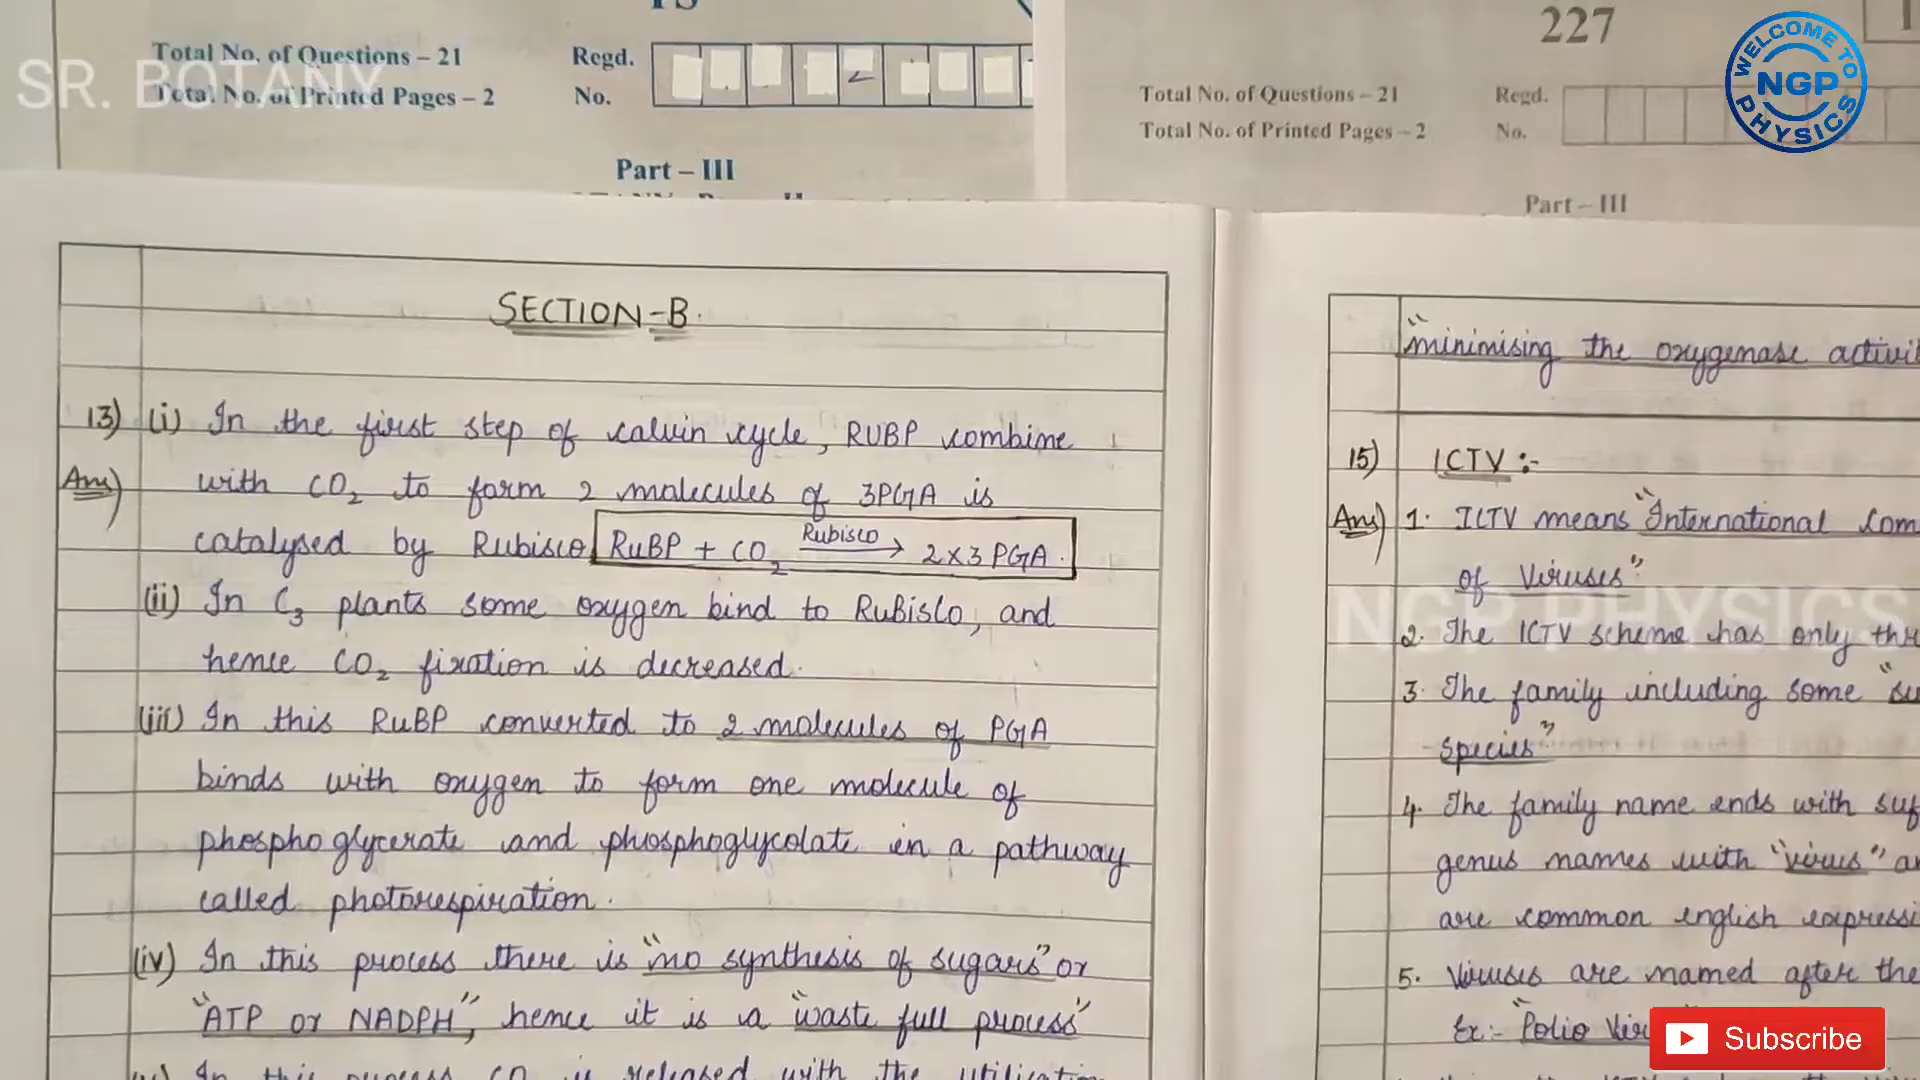 SR. BOTANY
Total No. of Questions – 21
Total No. of Printed Pages – 2
Regd.
No.
Part – III
227
WELCOME TO
NGP
PHYSICS
Total No. of Questions – 21
Total No. of Printed Pages – 2
Regd.
No.
Part – III
SECTION-B.
13) (i) In the first step of calvin cycle, RUBP combine
Ans) with CO₂ to form 2 molecules of 3PGA is
catalysed by Rubisco RuBP + CO₂ Rubisco → 2x3 PGA.
(ii) In C₃ plants some oxygen bind to RuBisCo, and
hence CO₂ fixation is decreased.
(iii) In this RuBP converted to 2 molecules of PGA
binds with oxygen to form one molecule of
phosphoglycerate and phosphoglycolate in a pathway
called photorespiration.
(iv) In this process there is "no synthesis of sugars" or
"ATP or NADPH", hence it is a "waste full process"
In this process CO is released with the
"minimising the oxygenase
15) ICTV :-
Ans) 1. ICTV means "International
of Viruses"
2. The ICTV scheme has only
3. The family including some
species"
4. The family name ends with
genus names with "virus"
are common english
5. Viruses are named after the
Ex:- "Polio
NGP PHYSICS
Subscribe